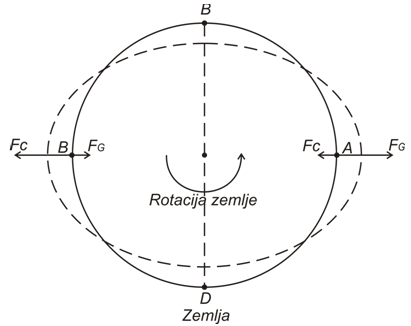 B
Fc B FG Fc A FG
Rotacija zemlje
D
Zemlja